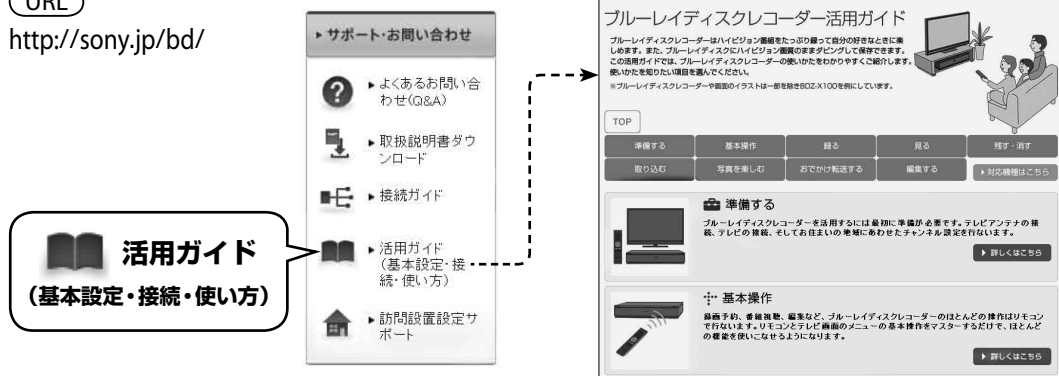 URL
http://sony.jp/bd/
活用ガイド
(基本設定・接続・使い方)
サポート・お問い合わせ
よくあるお問い合
わせ(Q&A)
取扱説明書ダウ
ンロード
接続ガイド
活用ガイド
(基本設定・接
続・使い方)
訪問設置設定サ
ポート
ブルーレイディスクレコーダー活用ガイド
ブルーレイディスクレコーダーはハイビジョン番組をたっぷり録って自分の好きなときに楽
しめます。また、ブルーレイディスクにハイビジョン画質のままダビングして保存できます。
この活用ガイドでは、ブルーレイディスクレコーダーの使いかたをわかりやすくご紹介します。
使いかたを知りたい項目を選んでください。
※ブルーレイディスクレコーダーや画面のイラストは一部を除きBDZ-X100を例にしています。
TOP
準備する 基本操作 録る 見る 残す・消す
取り込む 写真を楽しむ おでかけ転送する 編集する 対応機種はこちら
準備する
ブルーレイディスクレコーダーを活用するには最初に準備が必要です。テレビアンテナの接
続、テレビの接続、そしてお住まいの地域にあわせたチャンネル設定を行ないます。
詳しくはこちら
基本操作
録画予約、番組視聴、編集など、ブルーレイディスクレコーダーのほとんどの操作はリモコン
で行ないます。リモコンとテレビ画面のメニューの基本操作をマスターするだけで、ほとんど
の機能を使いこなせるようになります。
詳しくはこちら